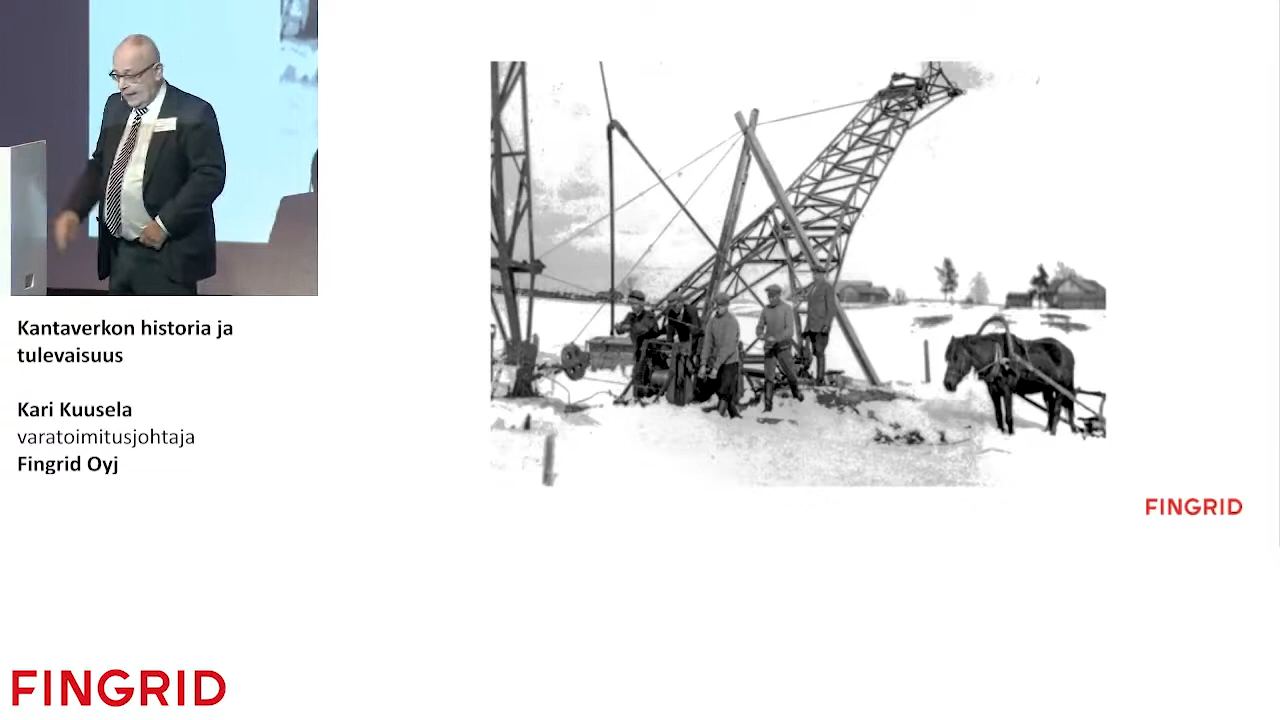 Kantaverkon historia ja
tulevaisuus
Kari Kuusela
varatoimitusjohtaja
Fingrid Oyj
FINGRID
FINGRID